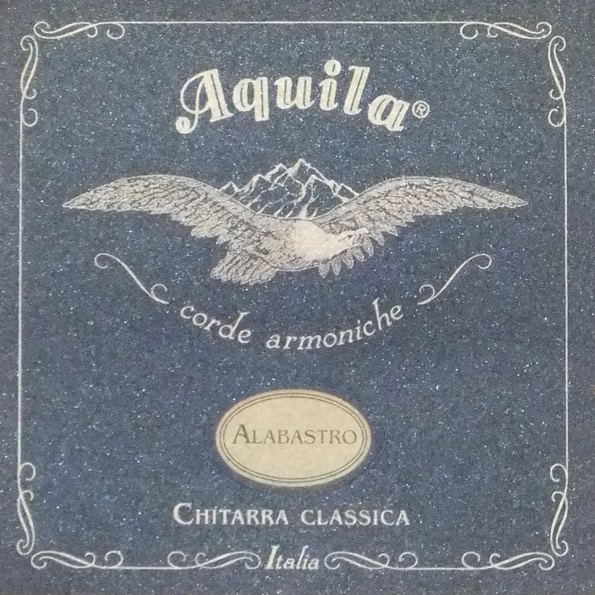 Aquila®
corde armoniche
ALABASTRO
CHITARRA CLASSICA
Italia